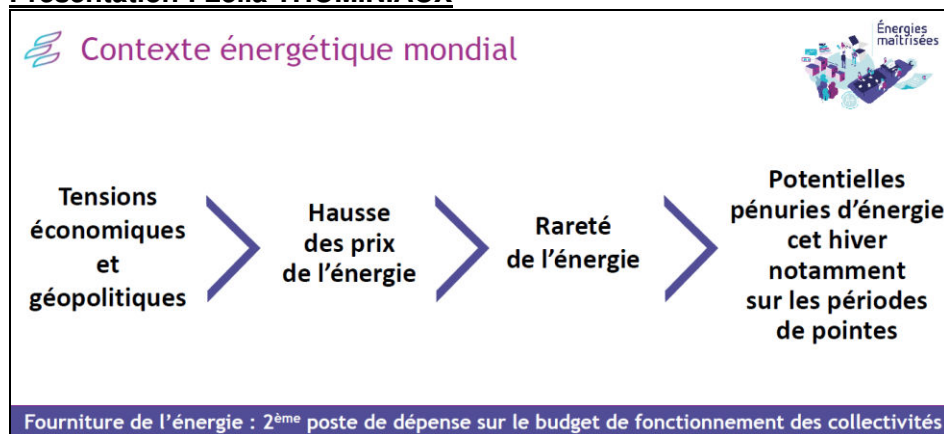 Contexte énergétique mondial
Énergies
maîtrisées
Tensions
économiques
et
géopolitiques
Hausse
des prix
de l'énergie
Rareté
de l'énergie
Potentielles
pénuries d'énergie
cet hiver
notamment
sur les périodes
de pointes
Fourniture de l'énergie : 2ème poste de dépense sur le budget de fonctionnement des collectivités